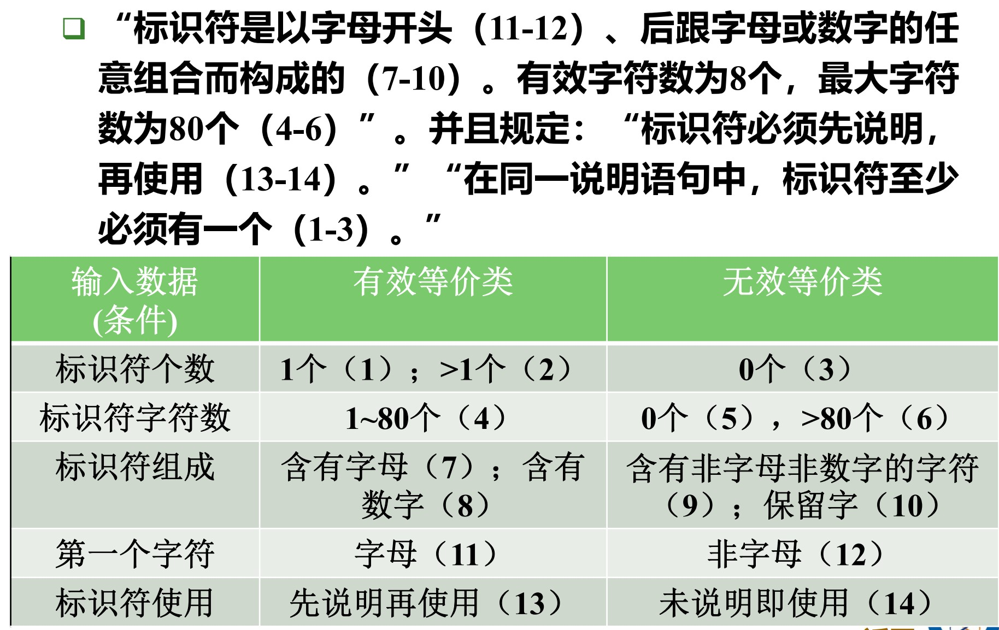 “标识符是以字母开头（11-12）、后跟字母或数字的任
意组合而构成的（7-10）。有效字符数为8个，最大字符
数为80个（4-6）”。并且规定：“标识符必须先说明，
再使用（13-14）。”“在同一说明语句中，标识符至少
必须有一个（1-3）。”
输入数据
(条件)
有效等价类
无效等价类
标识符个数
1个（1）；>1个（2）
0个（3）
标识符字符数
1~80个（4）
0个（5），>80个（6）
标识符组成
含有字母（7）；含有
数字（8）
含有非字母非数字的字符
（9）；保留字（10）
第一个字符
字母（11）
非字母（12）
标识符使用
先说明再使用（13）
未说明即使用（14）